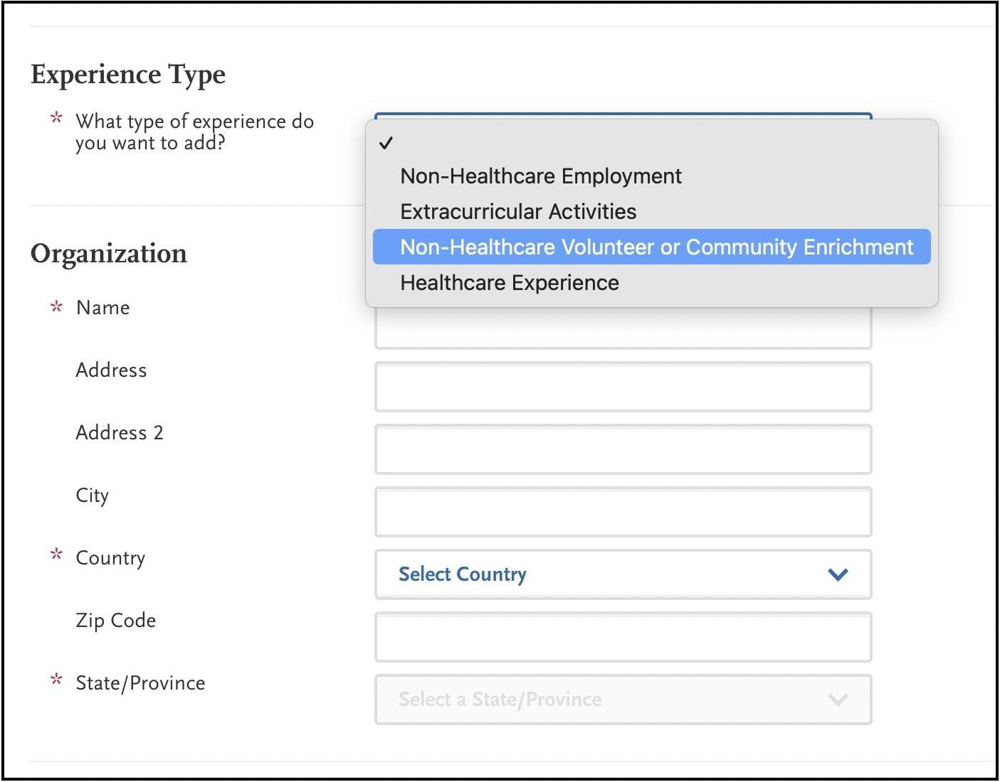 Experience Type
* What type of experience do
you want to add?
✓
Non-Healthcare Employment
Extracurricular Activities
Non-Healthcare Volunteer or Community Enrichment
Healthcare Experience
Organization
* Name
Address
Address 2
City
* Country
Select Country
Zip Code
* State/Province
Select a State/Province